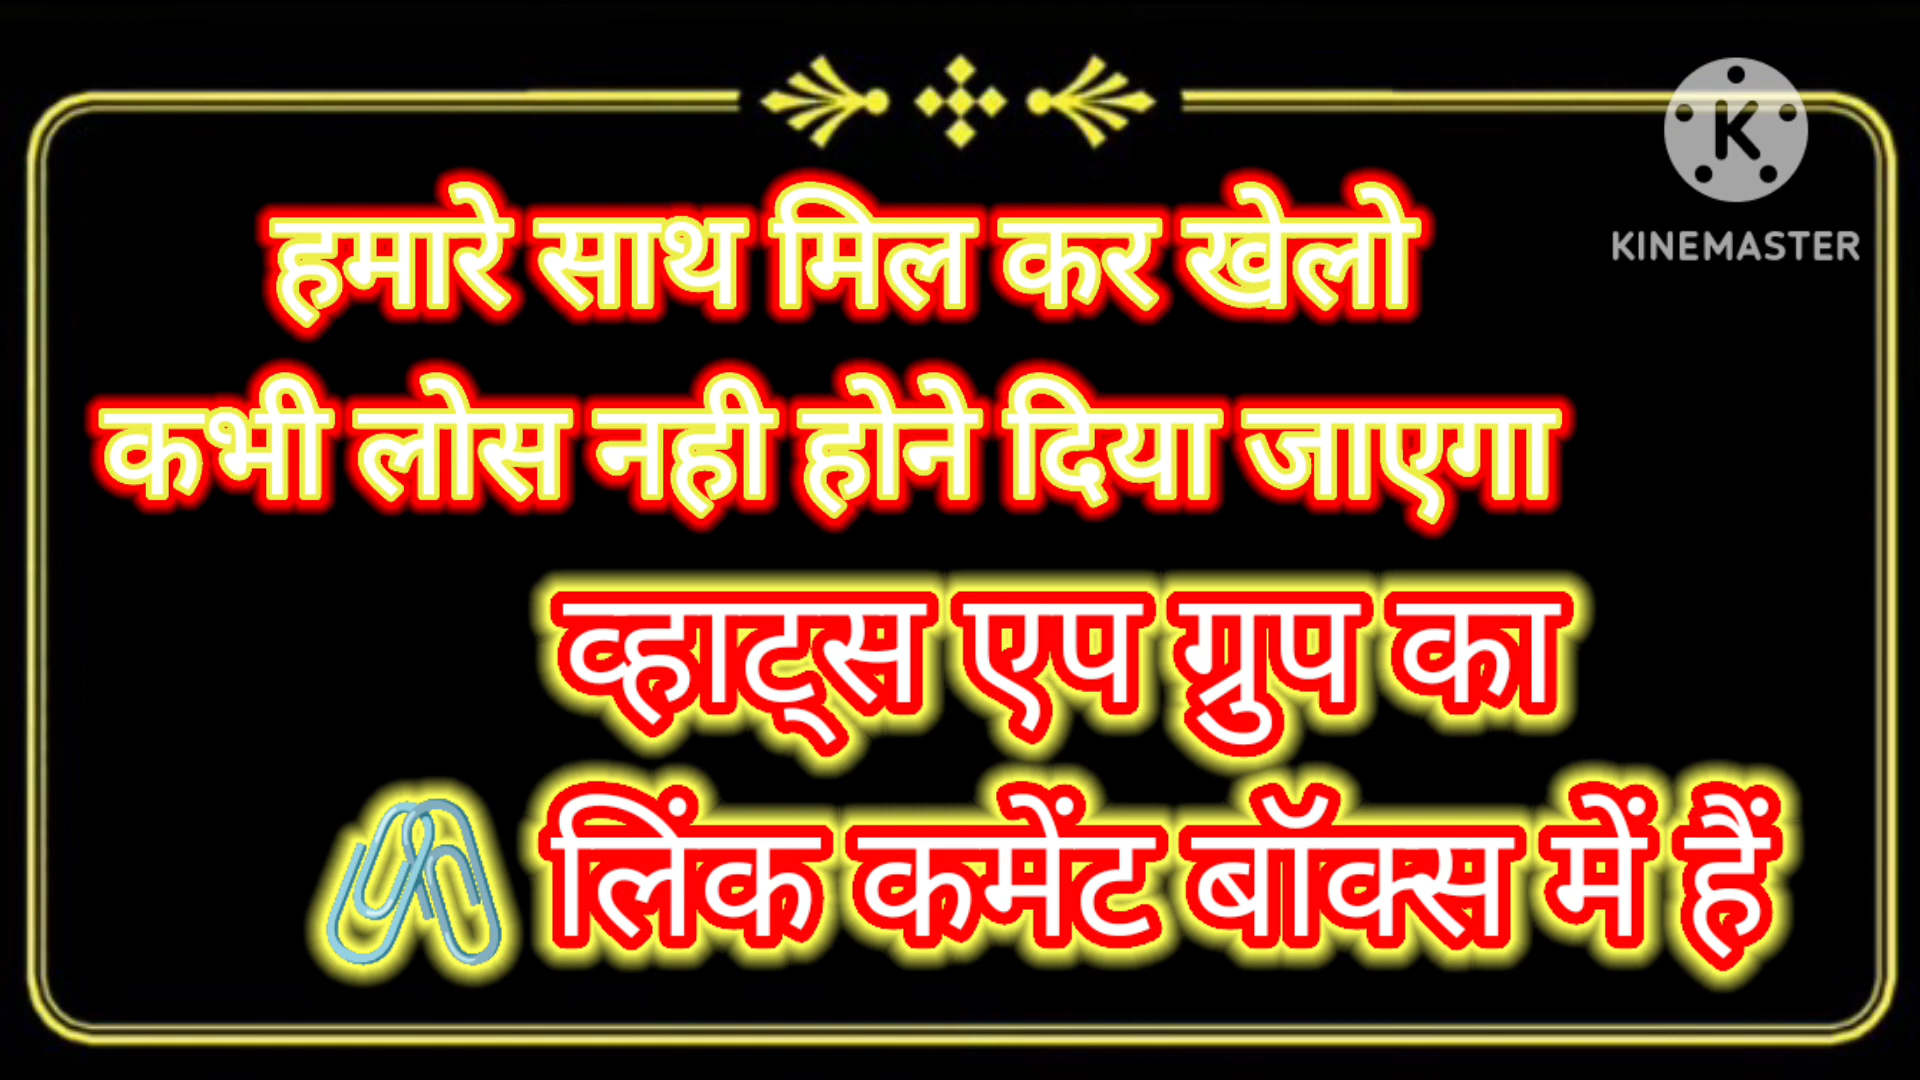 हमारे साथ मिल कर खेलो
कभी लोस नही होने दिया जाएगा
व्हाट्स एप ग्रुप का
लिंक कमेंट बॉक्स में हैं
K
KINEMASTER